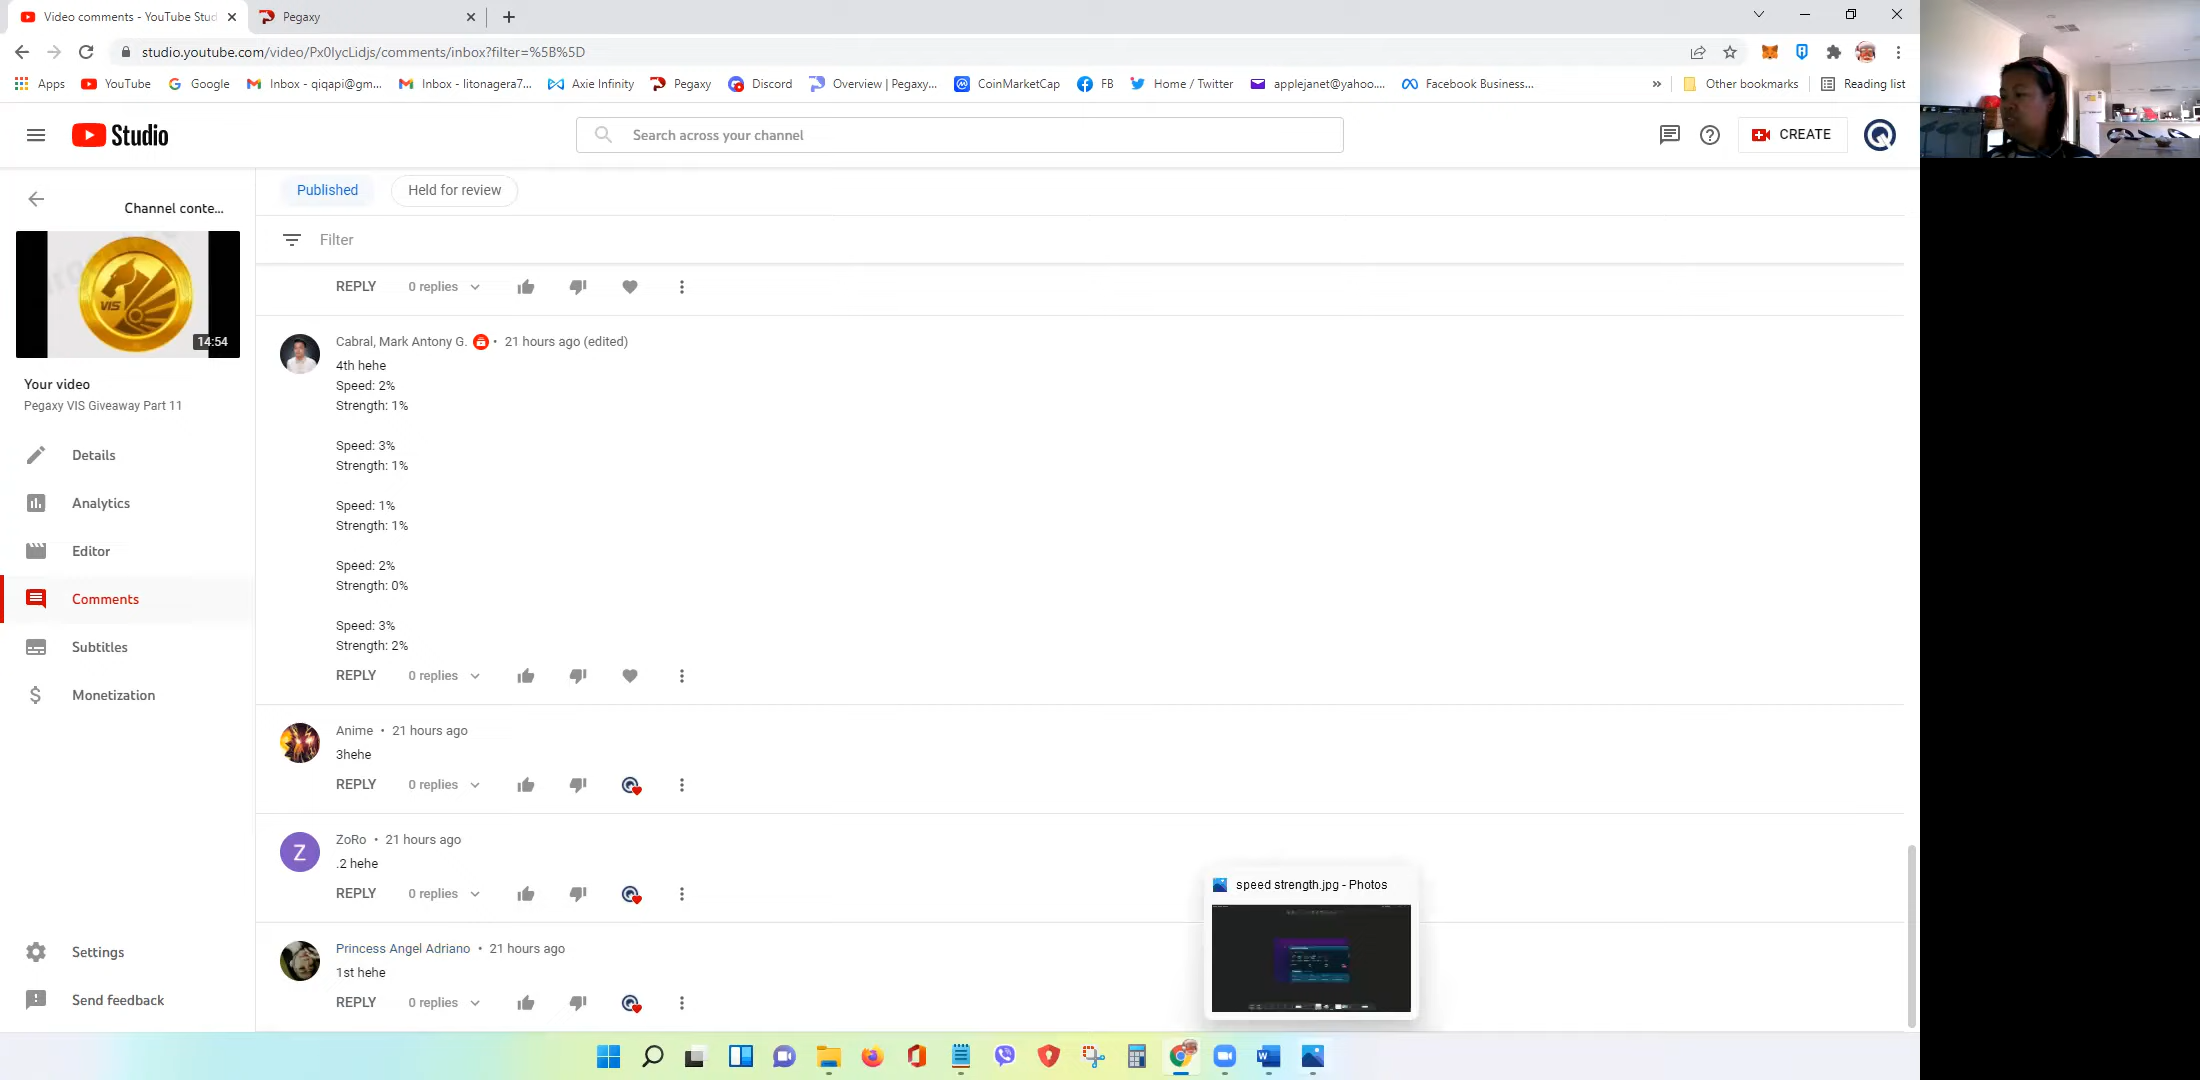 Video comments - YouTube Stud
Pegaxy
studio.youtube.com/video/Px0IycLidjs/comments/inbox?filter=%5B%5D
Apps
YouTube
Google
Inbox - qiqapi@gm...
Inbox - litonagera7...
Axie Infinity
Pegaxy
Discord
Overview | Pegaxy...
CoinMarketCap
FB
Home / Twitter
applejanet@yahoo....
Facebook Business...
»
Other bookmarks
Reading list
Studio
Search across your channel
CREATE
Channel conte...
VIS
14:54
Your video
Pegaxy VIS Giveaway Part 11
Details
Analytics
Editor
Comments
Subtitles
Monetization
Settings
Send feedback
Published
Held for review
Filter
REPLY 0 replies
Cabral, Mark Antony G. • 21 hours ago (edited)
4th hehe
Speed: 2%
Strength: 1%
Speed: 3%
Strength: 1%
Speed: 1%
Strength: 1%
Speed: 2%
Strength: 0%
Speed: 3%
Strength: 2%
REPLY 0 replies
Anime • 21 hours ago
3hehe
REPLY 0 replies
Z
ZoRo • 21 hours ago
.2 hehe
REPLY 0 replies
Princess Angel Adriano • 21 hours ago
1st hehe
REPLY 0 replies
speed strength.jpg - Photos